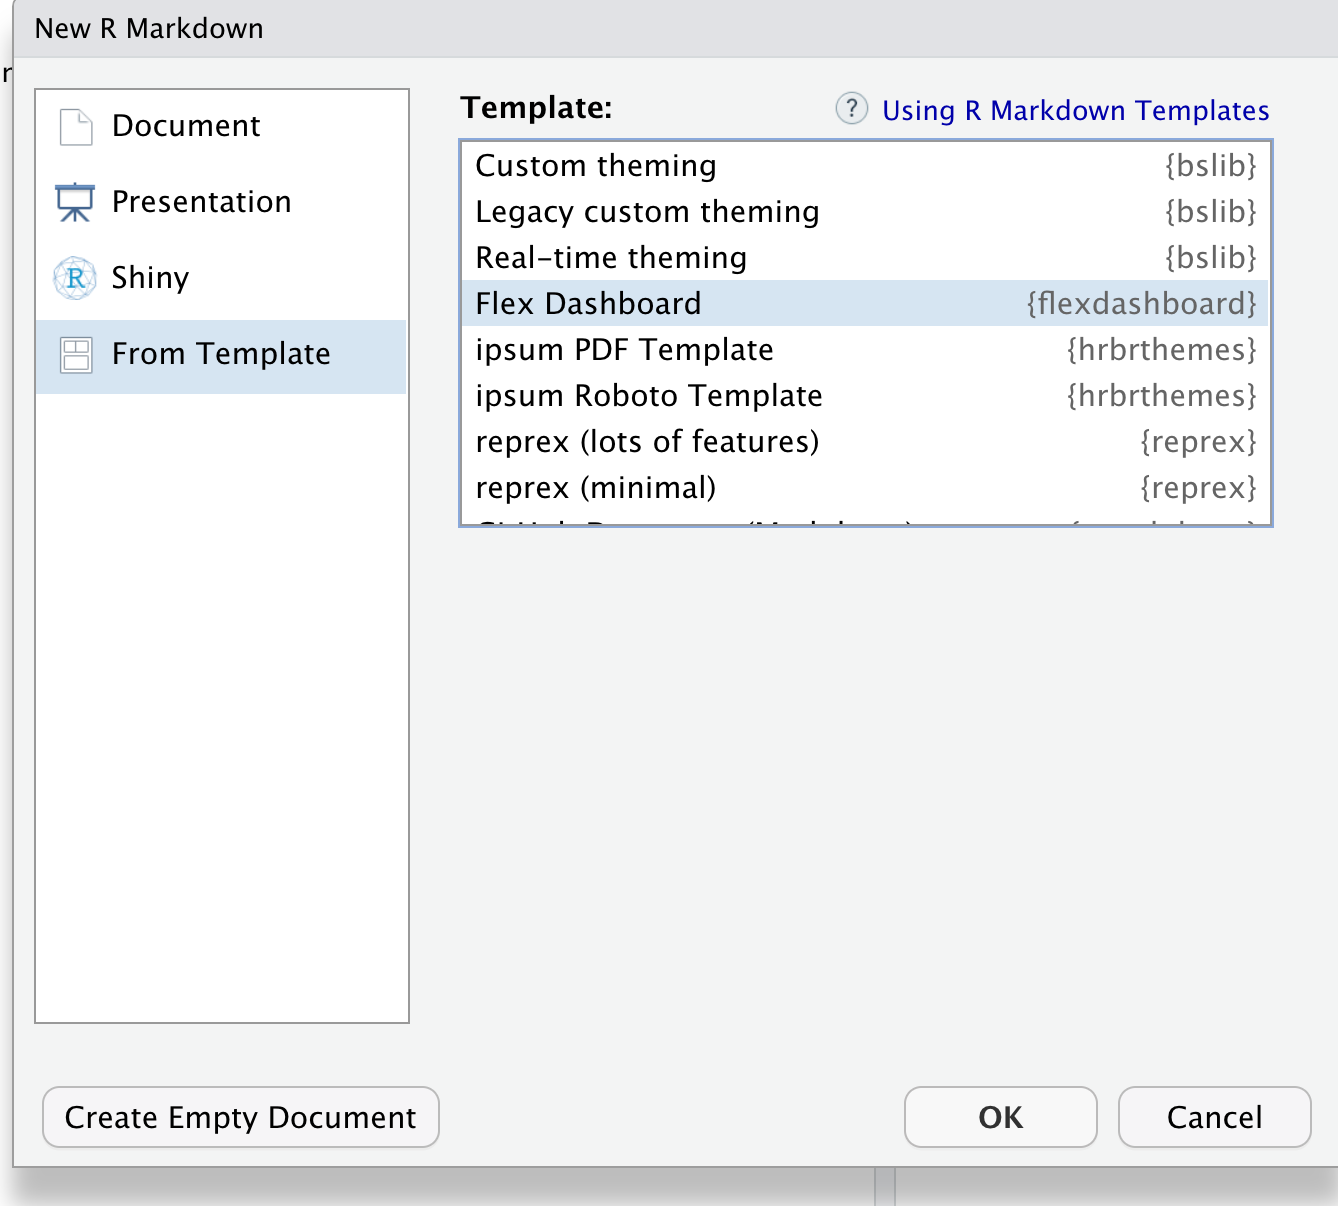 New R Markdown
Document
Presentation
Shiny
From Template
Template:
? Using R Markdown Templates
Custom theming {bslib}
Legacy custom theming {bslib}
Real-time theming {bslib}
Flex Dashboard {flexdashboard}
ipsum PDF Template {hrbrthemes}
ipsum Roboto Template {hrbrthemes}
reprex (lots of features) {reprex}
reprex (minimal) {reprex}
Create Empty Document
OK
Cancel